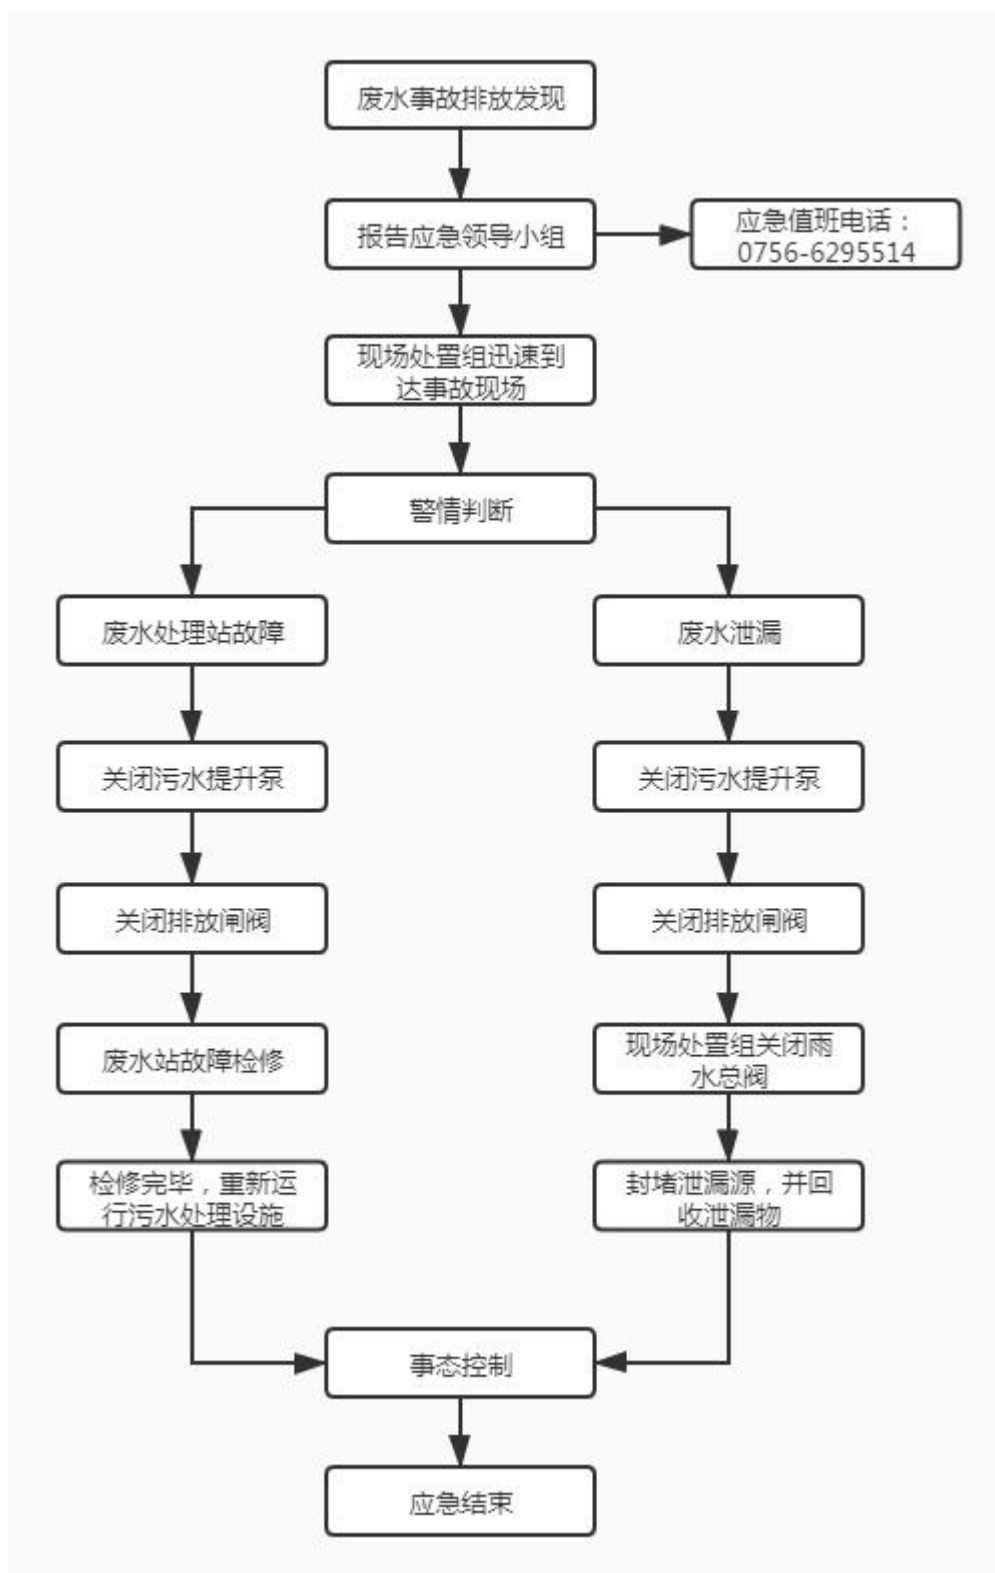 废水事故排放发现
报告应急领导小组
应急值班电话：
0756-6295514
现场处置组迅速到
达事故现场
警情判断
废水处理站故障
废水泄漏
关闭污水提升泵
关闭污水提升泵
关闭排放闸阀
关闭排放闸阀
废水站故障检修
现场处置组关闭雨
水总阀
检修完毕，重新运
行污水处理设施
封堵泄漏源，并回
收泄漏物
事态控制
应急结束